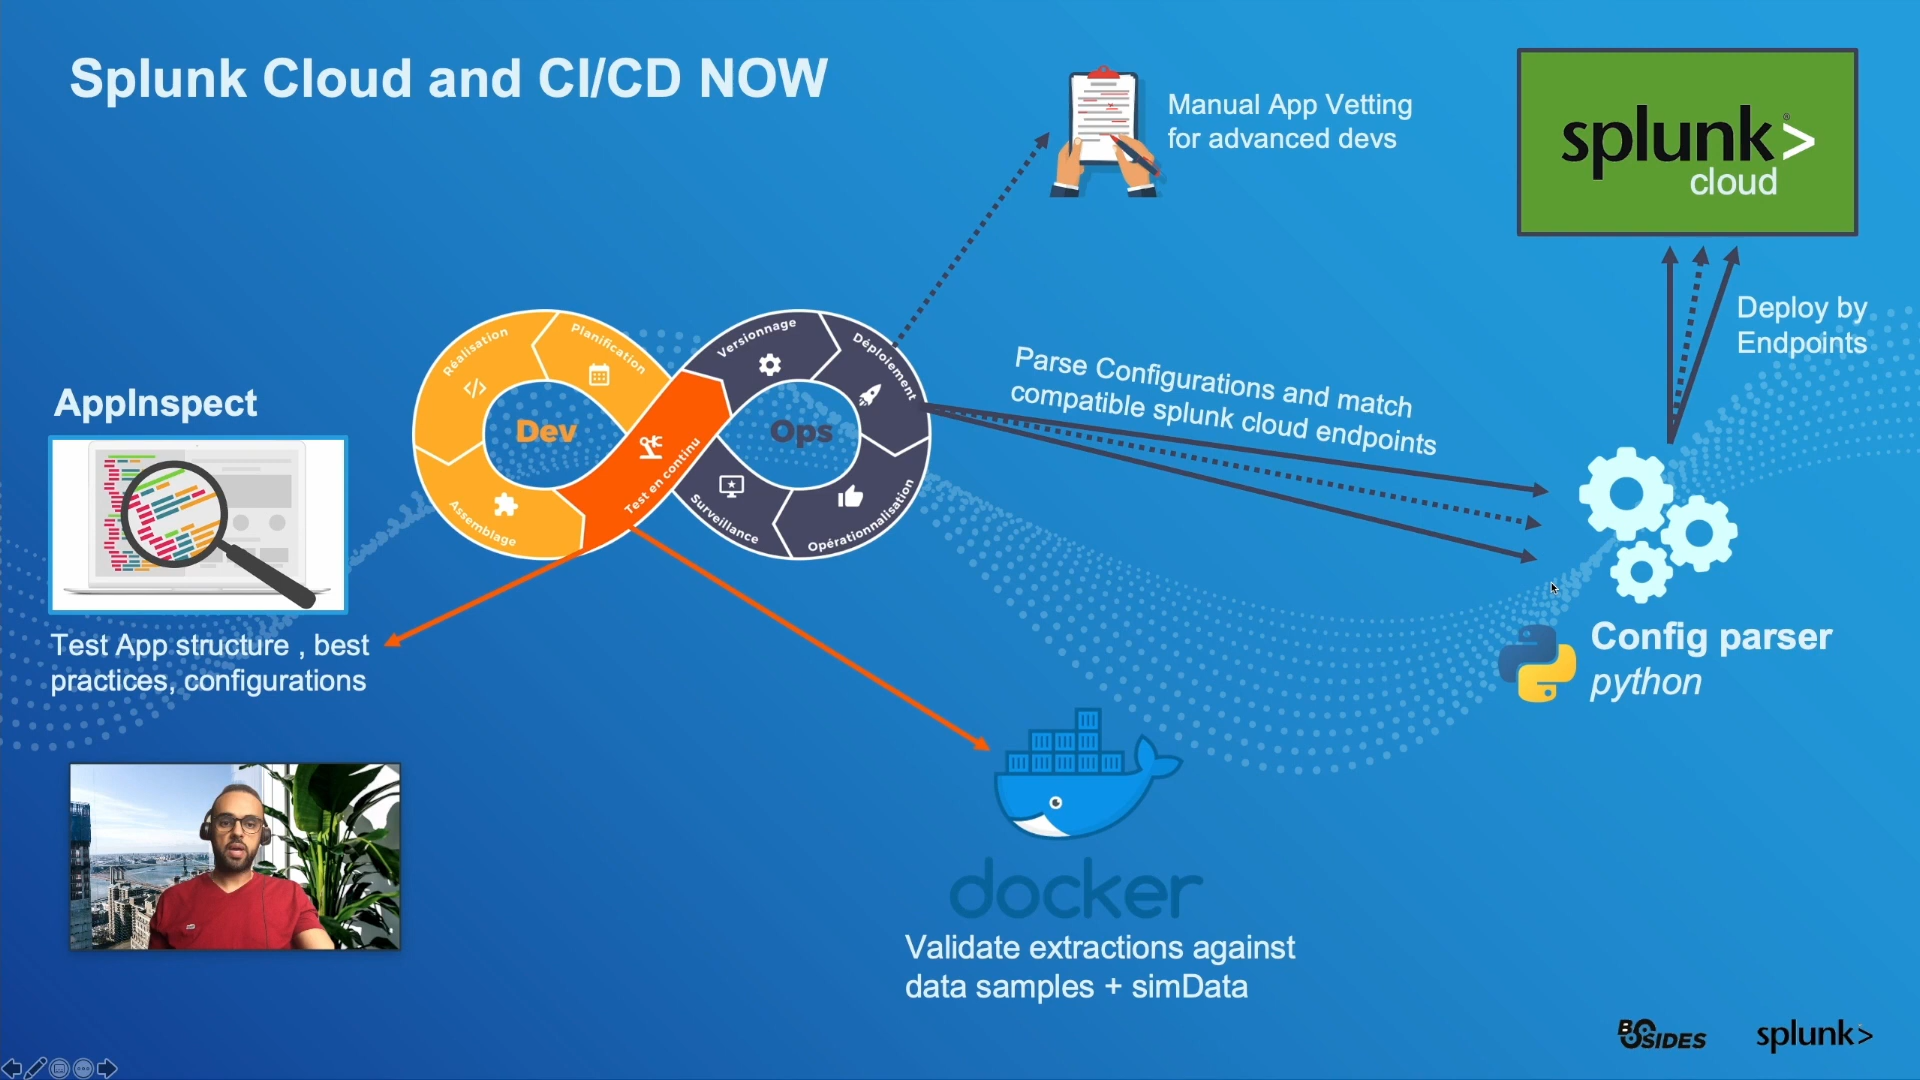 Splunk Cloud and CI/CD NOW
Manual App Vetting
for advanced devs
splunk>
cloud
Deploy by
Endpoints
Parse Configurations and match
compatible splunk cloud endpoints
AppInspect
Réalisation
Planification
Versionnage
Déploiement
Dev
Ops
Test en continu
Assemblage
Surveillance
Opérationnalisation
Test App structure , best
practices, configurations
Config parser
python
docker
Validate extractions against
data samples + simData
BSIDES
splunk>